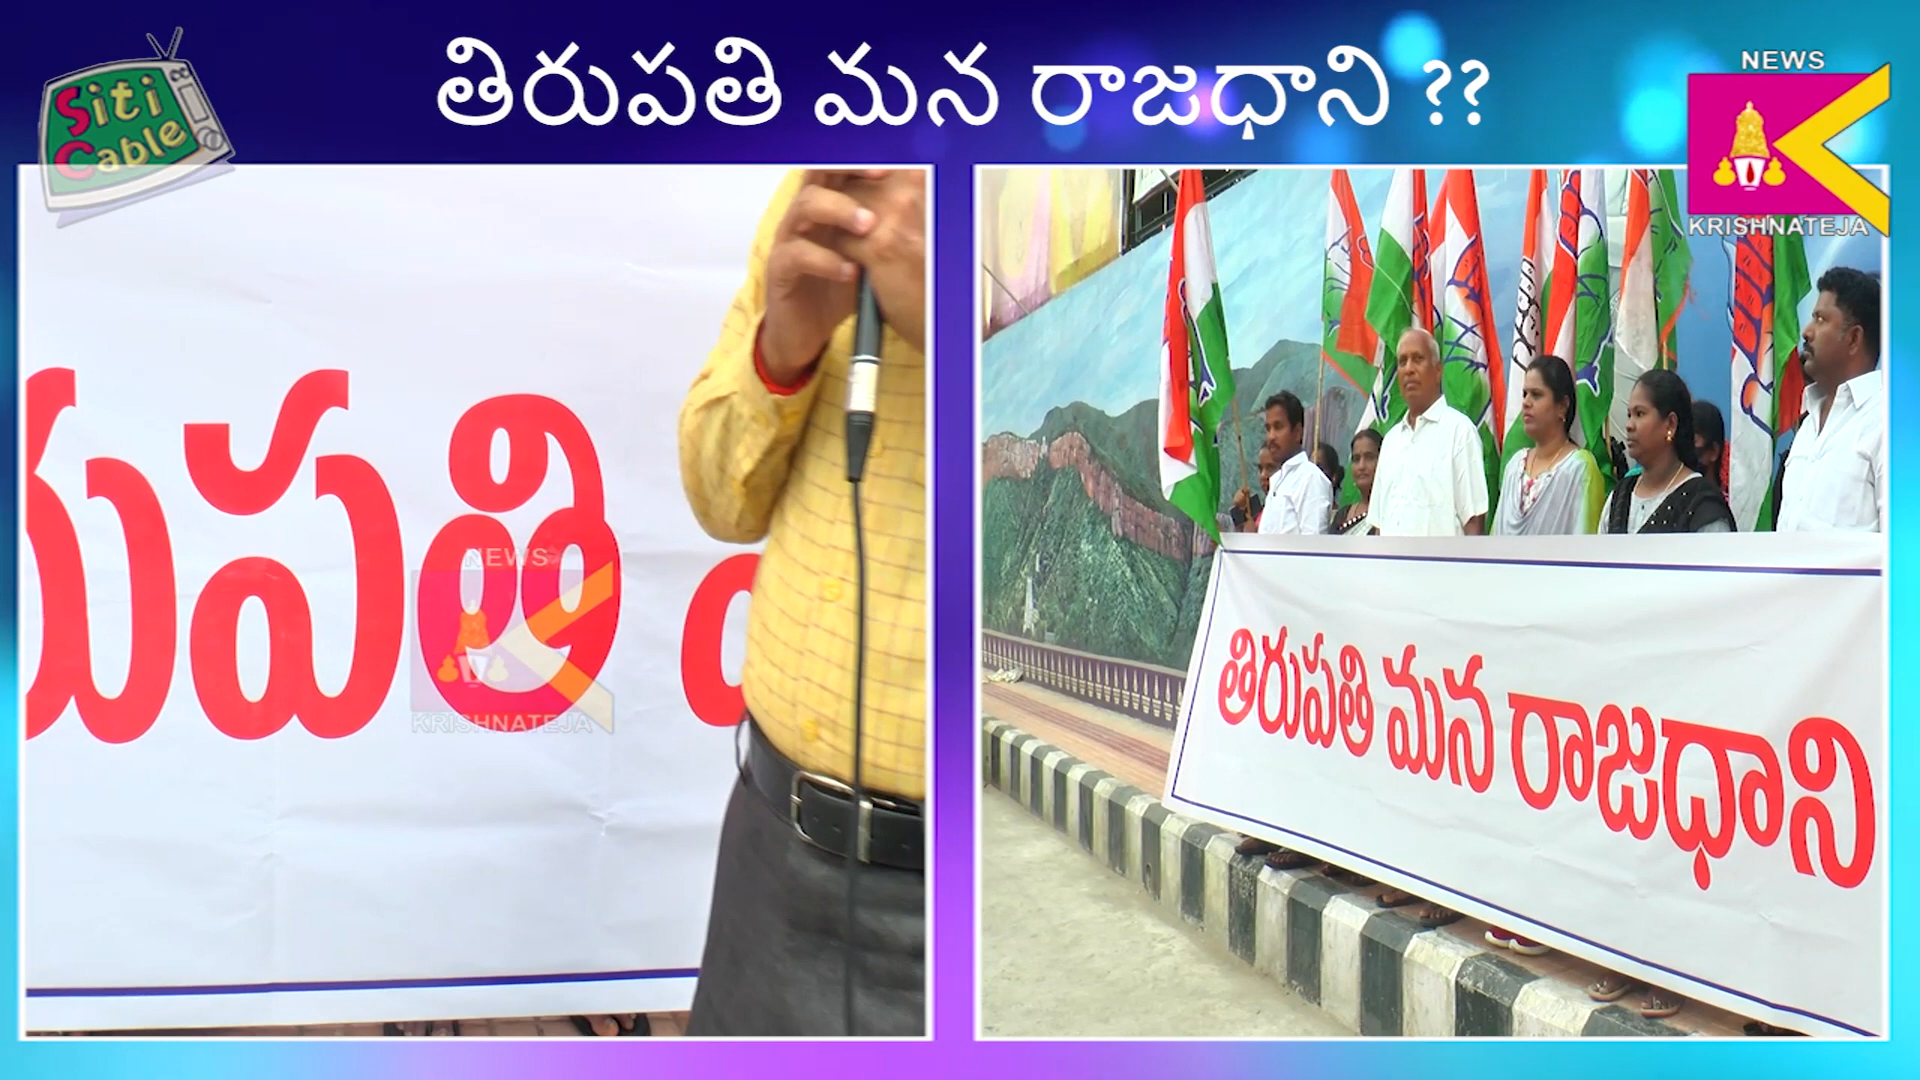 Siti
Cable
తిరుపతి మన రాజధాని ??
NEWS
KRISHNATEJA
రుపతి
NEWS
KRISHNATEJA
తిరుపతి మన రాజధాని